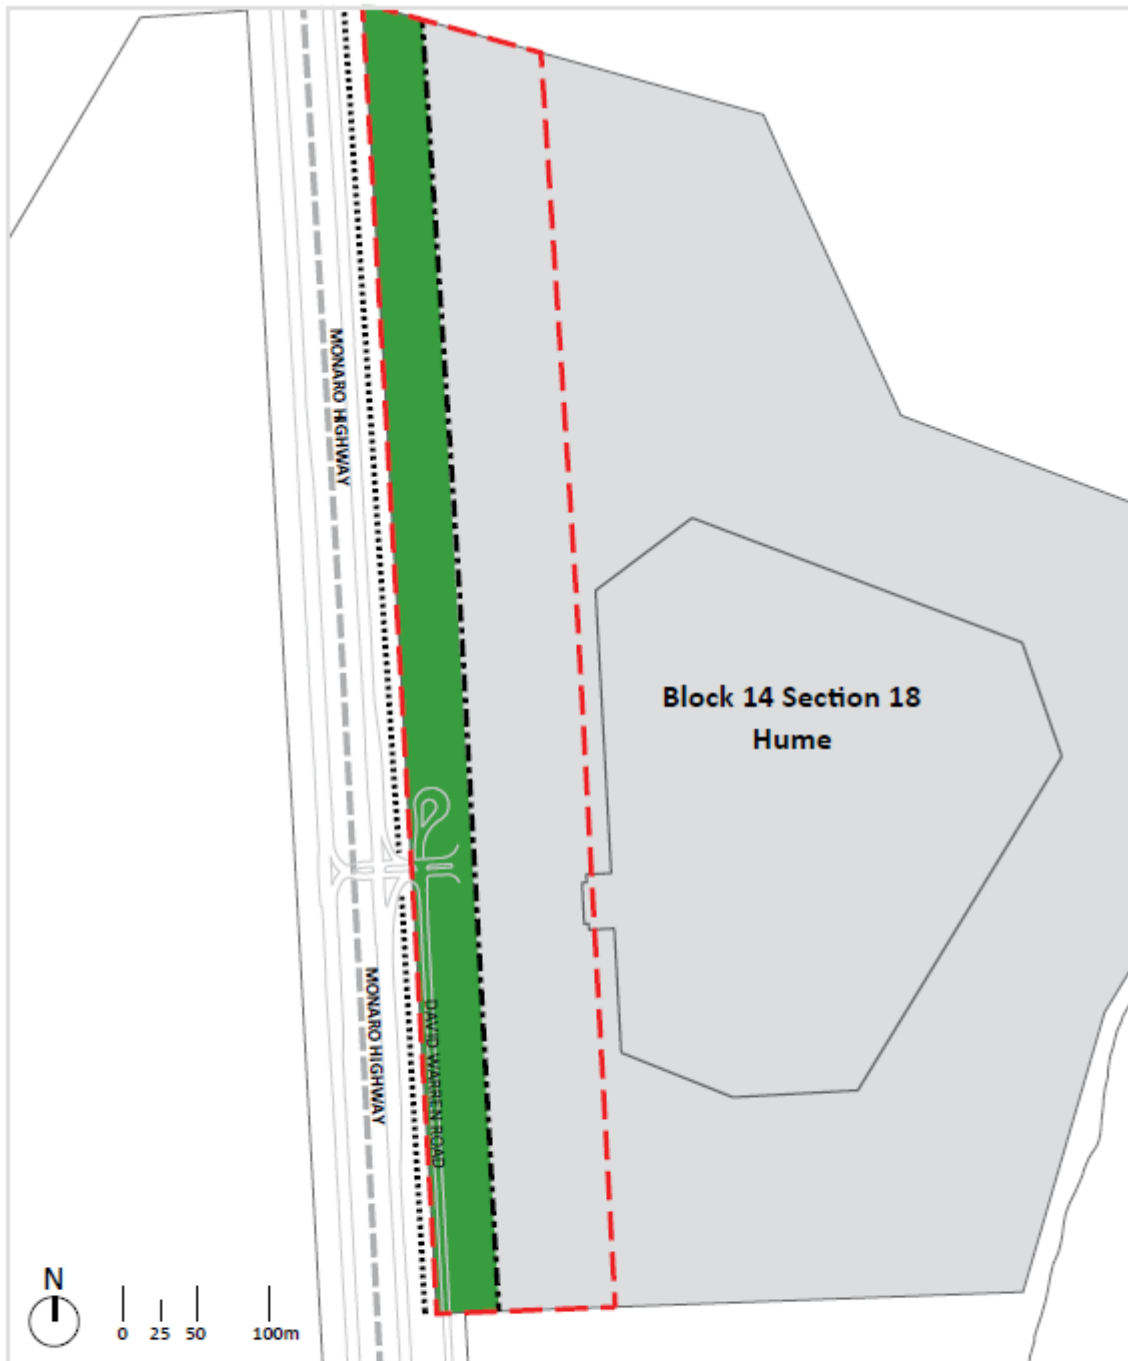 MONARO HIGHWAY
Block 14 Section 18
Hume
MONARO HIGHWAY
DAVID WARREN ROAD
N
0 25 50 100m